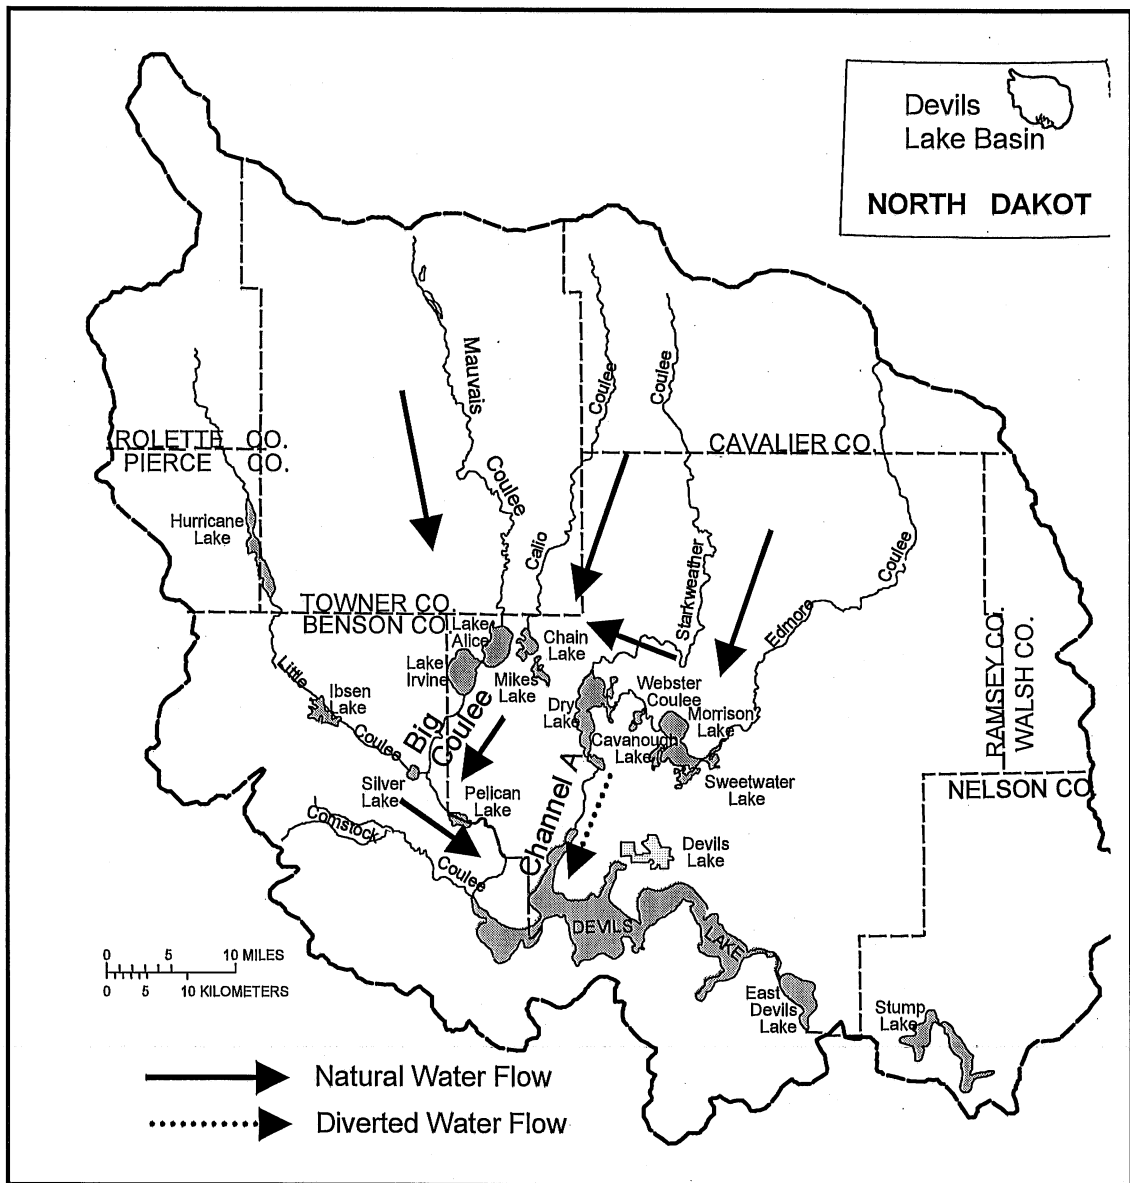 Devils
Lake Basin
NORTH DAKOT
Mauvais
Coulee
Coulee
Coulee
ROLETTE CO.
PIERCE CO.
CAVALIER CO.
Coulee
Hurricane
Lake
Calio
Starkweather
Coulee
TOWNER CO.
BENSON CO.
Edmore
RAMSEY CO.
WALSH CO.
Lake
Alice
Chain
Lake
Lake
Irvine
Mikes
Lake
Little
Ibsen
Lake
Coulee
Big
Coulee
Dry
Lake
Webster
Coulee
Morrison
Lake
Cavanough
Lake
Sweetwater
Lake
Silver
Lake
Pelican
Lake
Channel A
NELSON CO.
Comstock
Coulee
Devils
Lake
DEVILS
LAKE
0 5 10 MILES
0 5 10 KILOMETERS
East
Devils
Lake
Stump
Lake
Natural Water Flow
Diverted Water Flow